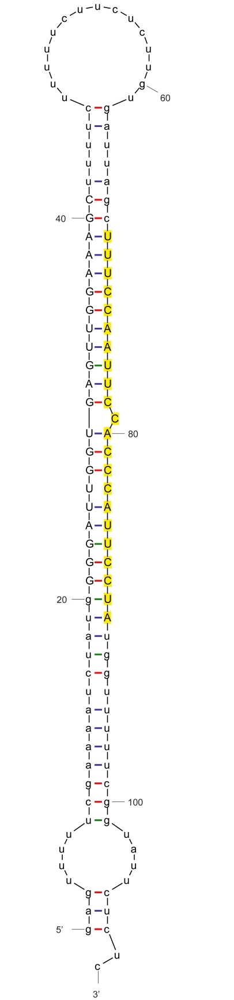 c u u c u
u c
u u
u u
u g 60
u u
c g
u a
u u
u u
u a
C g
40 G c
A U
A U
A U
G C
G C
U A
U A
G U
A U
G C
C
U A 80
G C
G C
U C
U A
A U
G U
G C
G C
20 g U
u A
a u
u g
c g
u u
a u
a u
a u
a u
g c
c g 100
u g
u u
u a
u u
u u
g c
a u
5’ g c
u
c
3’